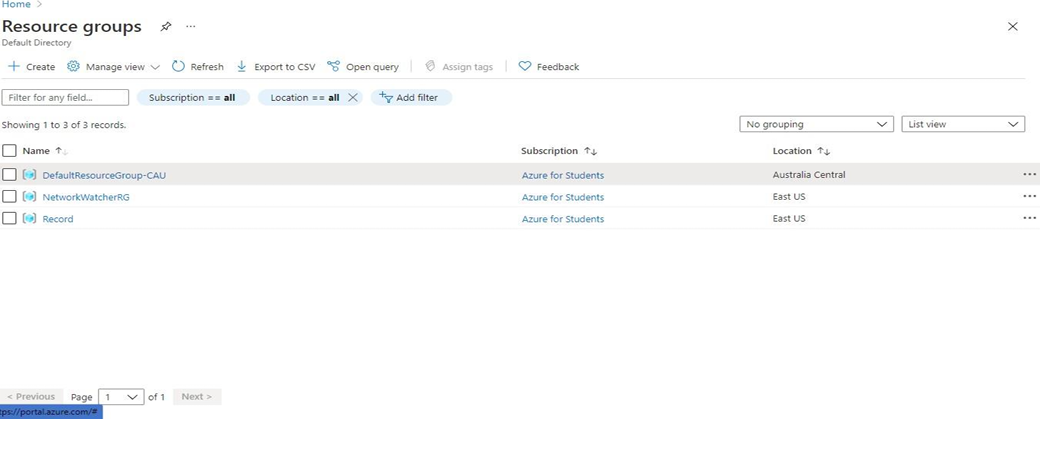 Home >
Resource groups ...
Default Directory
Create Manage view Refresh Export to CSV Open query Assign tags Feedback
Filter for any field... Subscription == all Location == all Add filter
Showing 1 to 3 of 3 records. No grouping List view
Name ↑↓ Subscription ↑↓ Location ↑↓
DefaultResourceGroup-CAU Azure for Students Australia Central ...
NetworkWatcherRG Azure for Students East US ...
Record Azure for Students East US ...
< Previous Page 1 of 1 Next >
tps://portal.azure.com/#